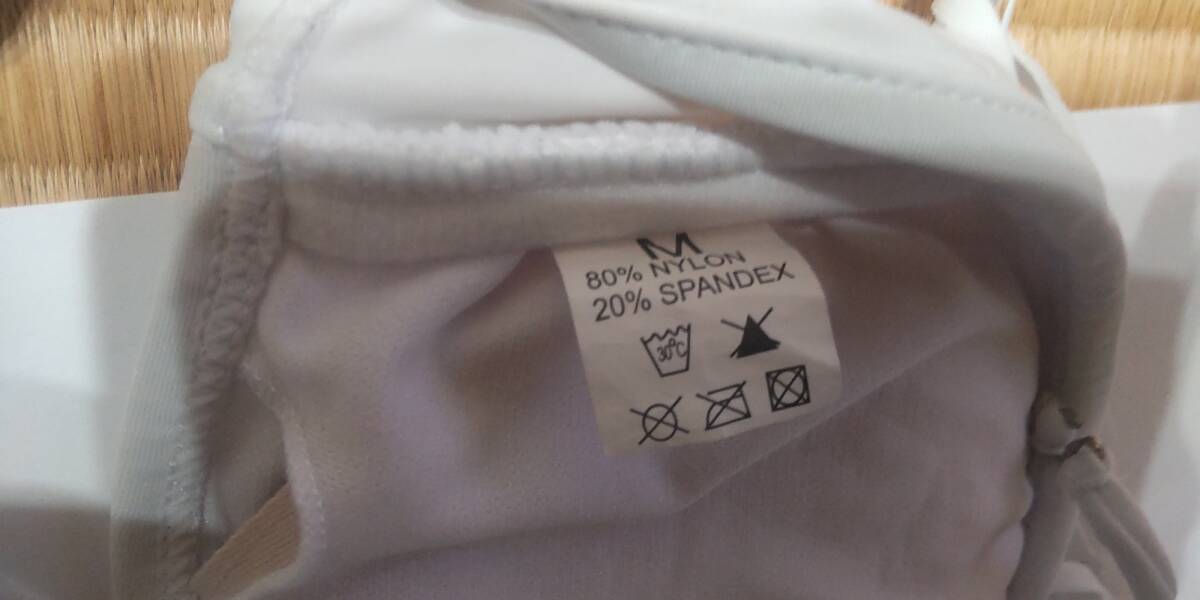 M
80% NYLON
20% SPANDEX
30°C